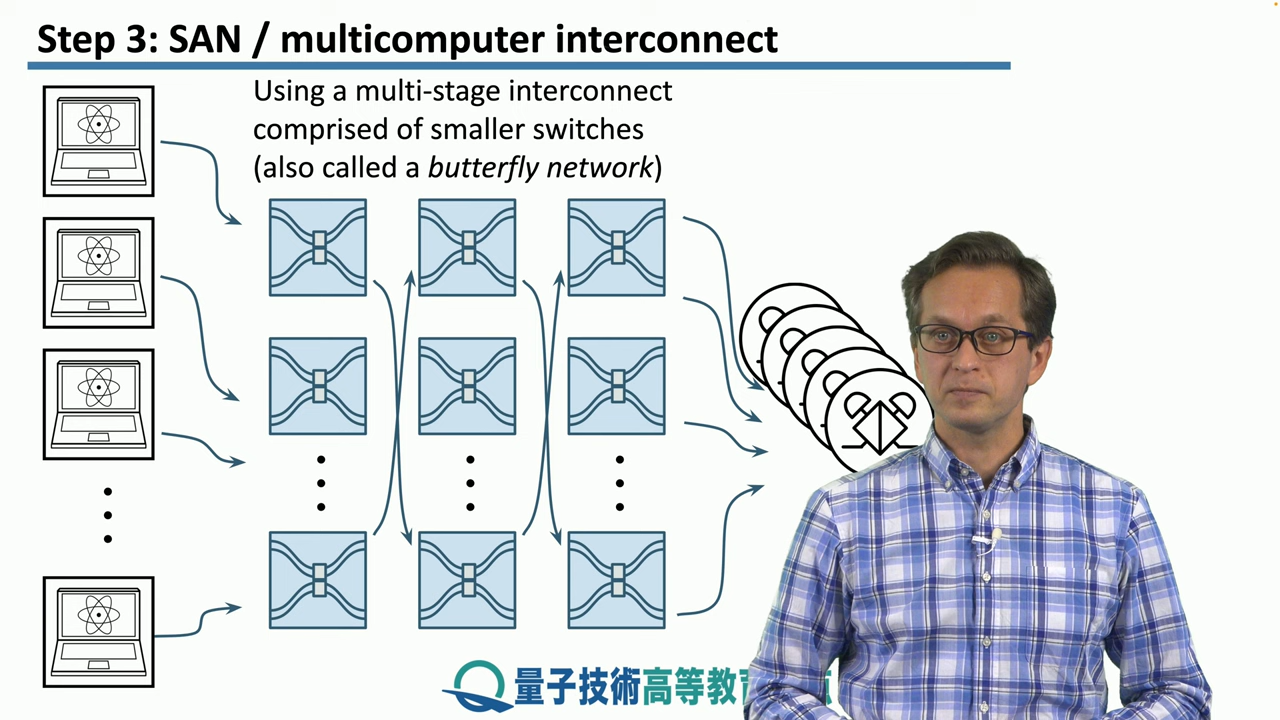 Step 3: SAN / multicomputer interconnect
Using a multi-stage interconnect
comprised of smaller switches
(also called a butterfly network)
量子技術高等教育